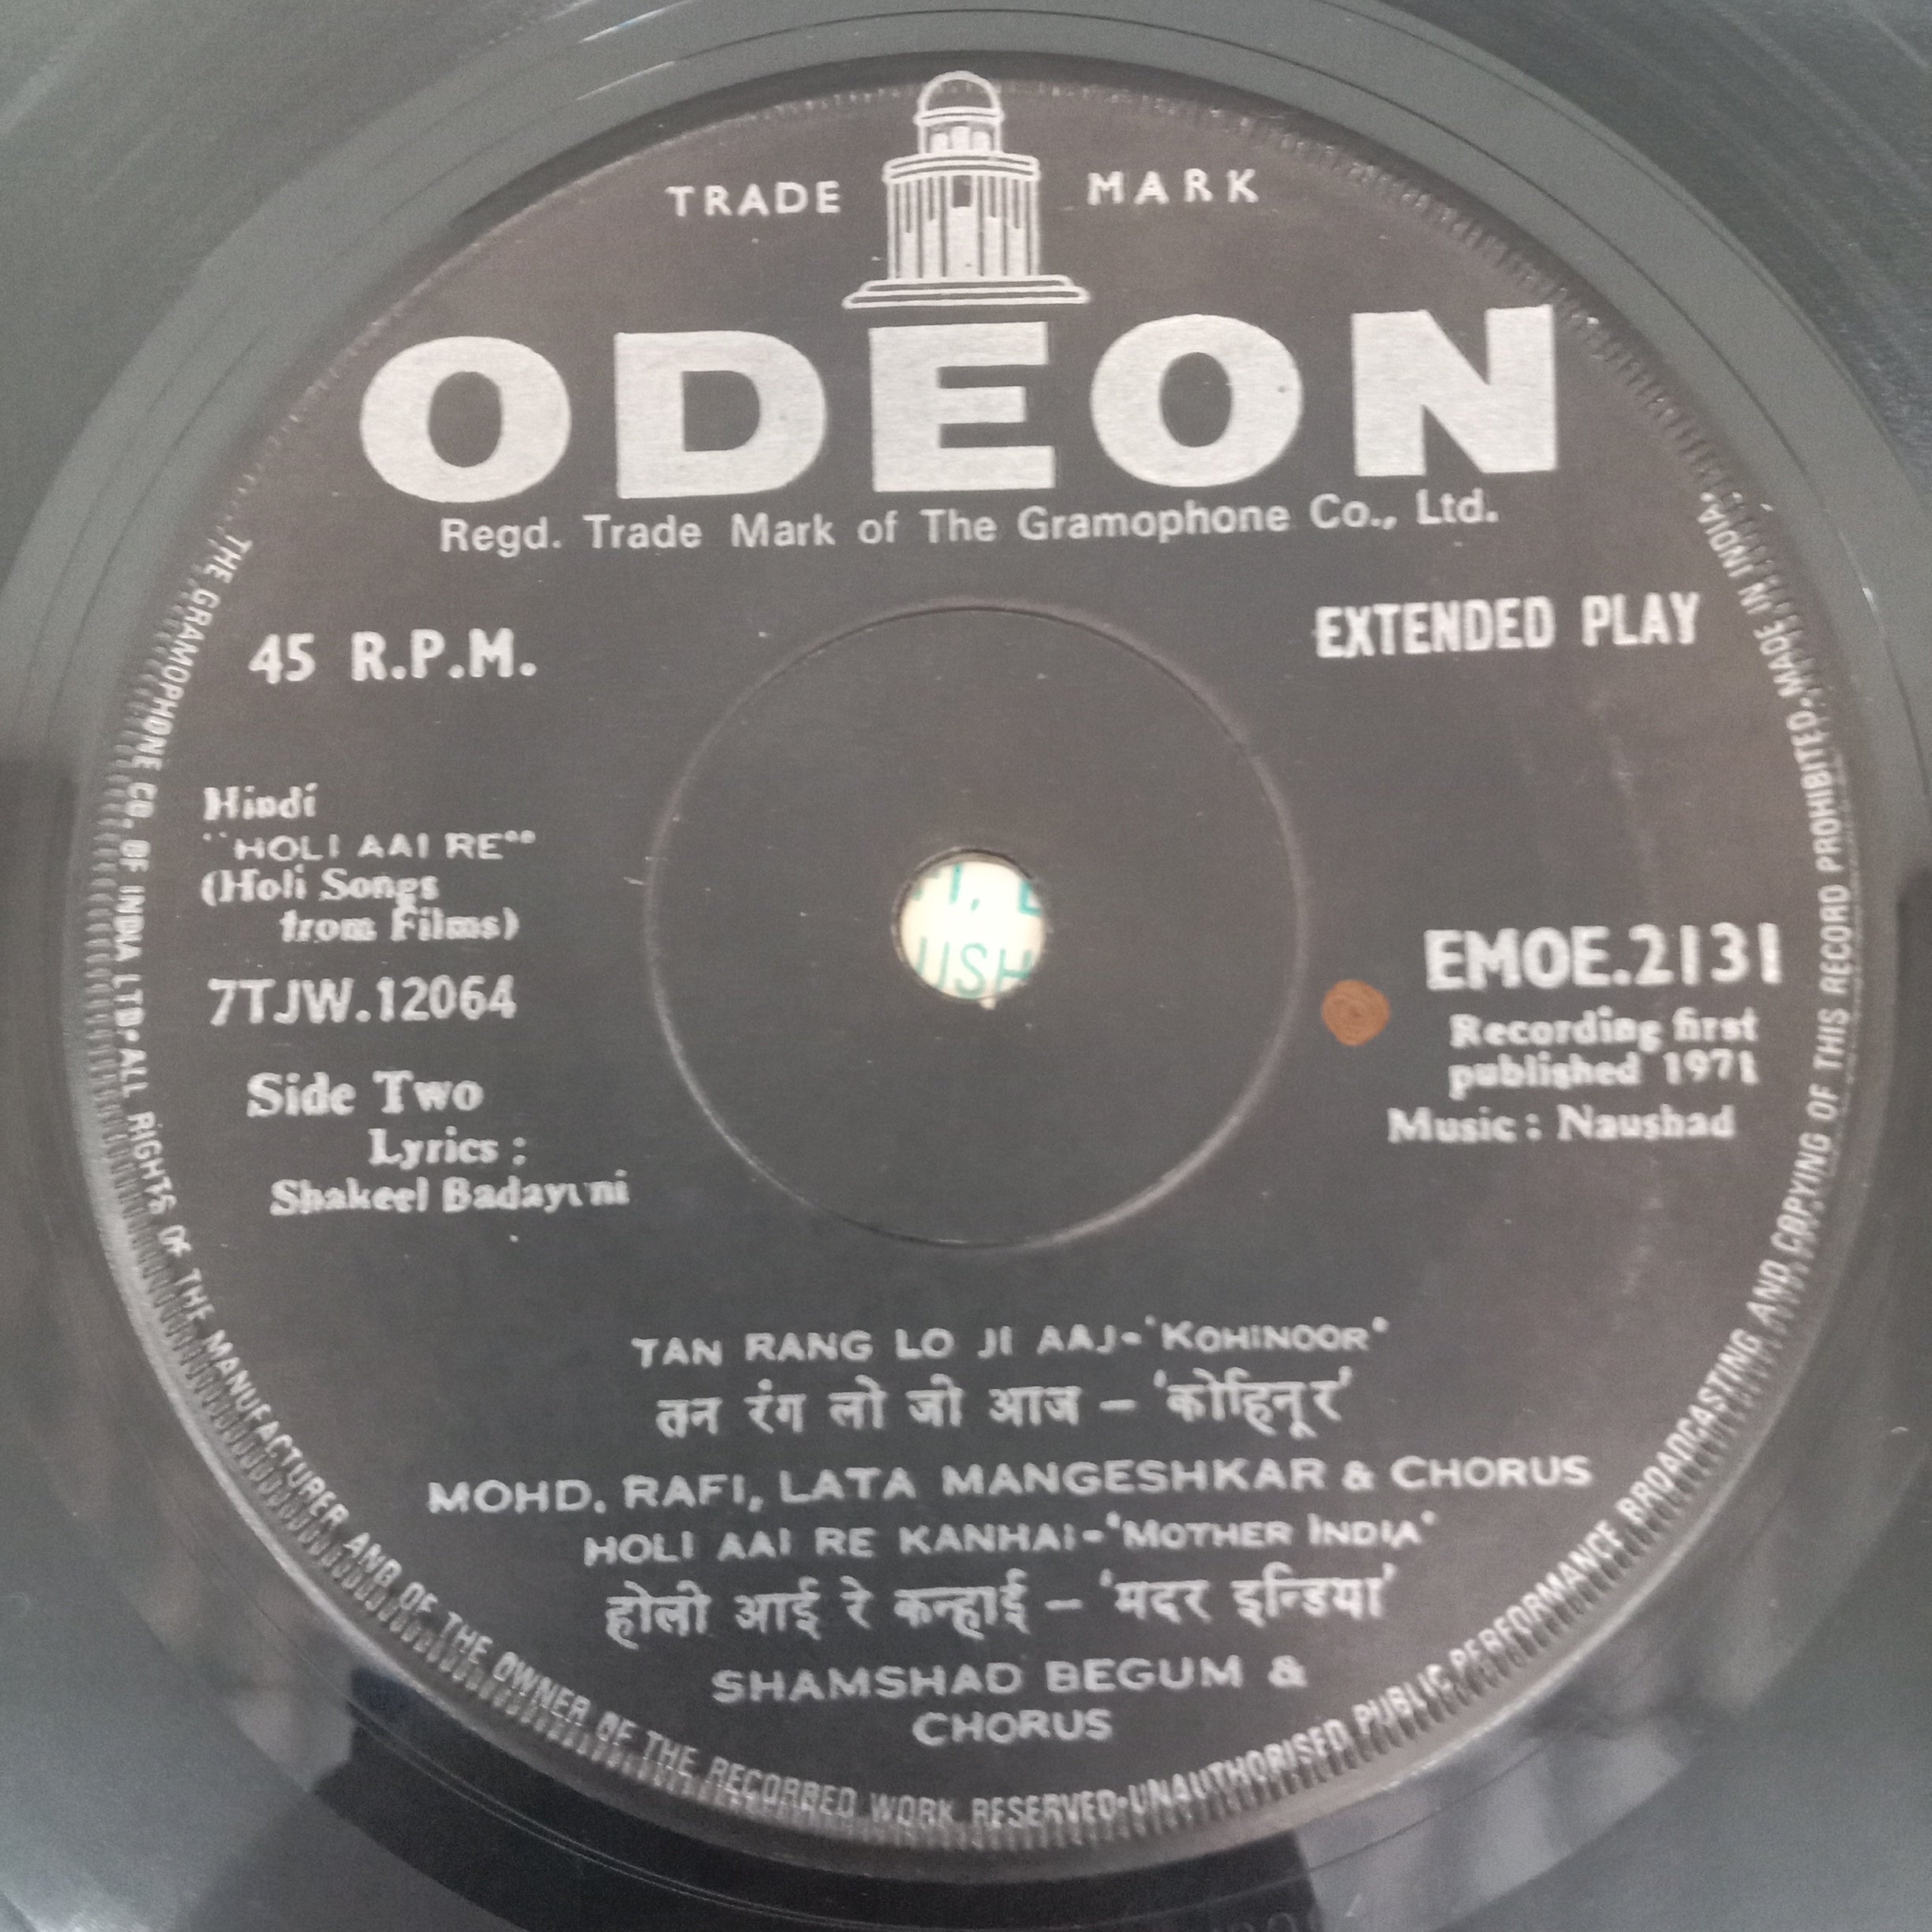 TRADE MARK
ODEON
Regd. Trade Mark of The Gramophone Co., Ltd.
45 R.P.M.
EXTENDED PLAY
Hindi
"HOLI AAI RE"
(Holi Songs
from Films)
7TJW.12064
Side Two
Lyrics :
Shakeel Badayuni
EMOE.2131
Recording first
published 1971
Music : Naushad
USH
TAN RANG LO JI AAJ-'KOHINOOR'
तन रंग लो जी आज – 'कोहिनूर'
MOHD. RAFI, LATA MANGESHKAR & CHORUS
HOLI AAI RE KANHAI-'MOTHER INDIA'
होली आई रे कन्हाई – 'मदर इन्डिया'
SHAMSHAD BEGUM &
CHORUS
THE GRAMOPHONE CO. OF INDIA LTD•ALL RIGHTS OF THE MANUFACTURER AND OF THE OWNER OF THE RECORDED WORK RESERVED•UNAUTHORISED PUBLIC PERFORMANCE BROADCASTING AND COPYING OF THIS RECORD PROHIBITED•MADE IN INDIA.